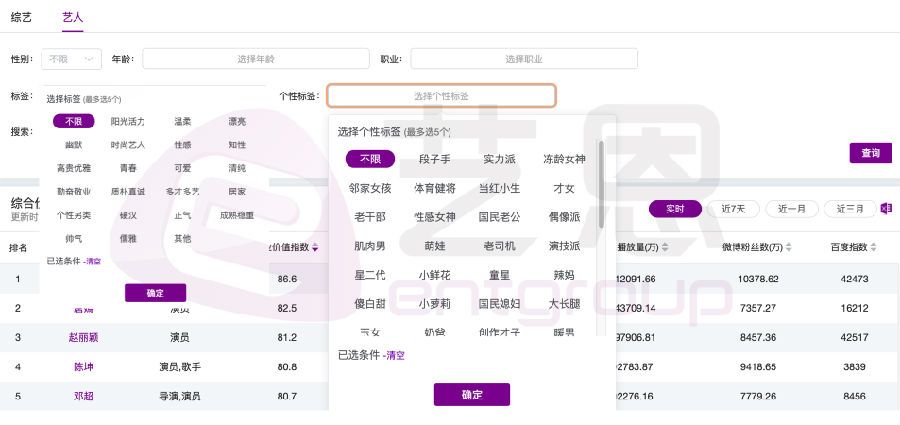 综艺 艺人
性别: 不限 年龄: 选择年龄 职业: 选择职业
标签: 个性标签: 选择个性标签
搜索:
选择标签 (最多选5个)
不限 阳光活力 温柔 漂亮
幽默 时尚艺人 性感 知性
高贵优雅 青春 可爱 清纯
勤奋敬业 质朴真诚 多才多艺 居家
个性另类 硬汉 正气 成熟稳重
帅气 儒雅 其他
已选条件 -清空
确定
选择个性标签 (最多选5个)
不限 段子手 实力派 冻龄女神
邻家女孩 体育健将 当红小生 才女
老干部 性感女神 国民老公 偶像派
肌肉男 萌娃 老司机 演技派
星二代 小鲜花 童星 辣妈
傻白甜 小萝莉 国民媳妇 大长腿
奶爸 创作才子 暖男
已选条件 -清空
确定
查询
综合
更新时
实时 近7天 近一月 近三月
排名 价值指数 播放量(万) 微博粉丝数(万) 百度指数
1 86.6 42091.66 10378.62 42473
2 演员 82.5 43709.14 7357.27 16212
3 赵丽颖 演员 81.2 97906.81 8457.36 42517
4 陈坤 演员,歌手 80.8 02783.87 9418.65 3839
5 邓超 导演,演员 80.7 02276.16 7779.26 8456
艺恩
entgroup